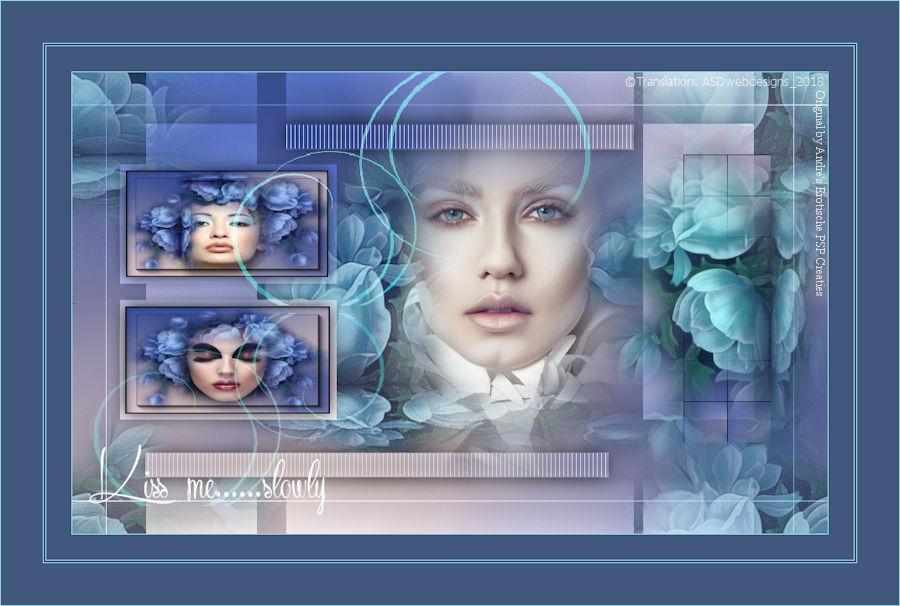 ©Translation: ASDwebdesigns_2018
Original by Andre's Erotische PSP Creaties
Kiss me......slowly